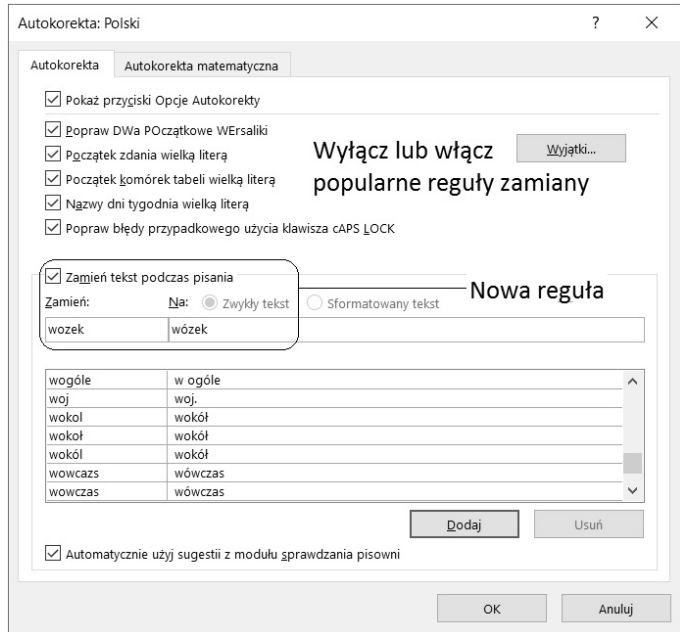 Autokorekta: Polski ? ×
Autokorekta Autokorekta matematyczna
Pokaż przyciski Opcje Autokorekty
Popraw DWa POczątkowe WErsaliki
Początek zdania wielką literą
Początek komórek tabeli wielką literą
Nazwy dni tygodnia wielką literą
Popraw błędy przypadkowego użycia klawisza cAPS LOCK
Wyłącz lub włącz
popularne reguły zamiany
Wyjątki...
Zamień tekst podczas pisania
Nowa reguła
Zamień: Na: Zwykły tekst Sformatowany tekst
wozek wózek
wogóle w ogóle
woj woj.
wokol wokół
wokoł wokół
wokól wokół
wowcazs wówczas
wowczas wówczas
Dodaj Usuń
Automatycznie użyj sugestii z modułu sprawdzania pisowni
OK Anuluj